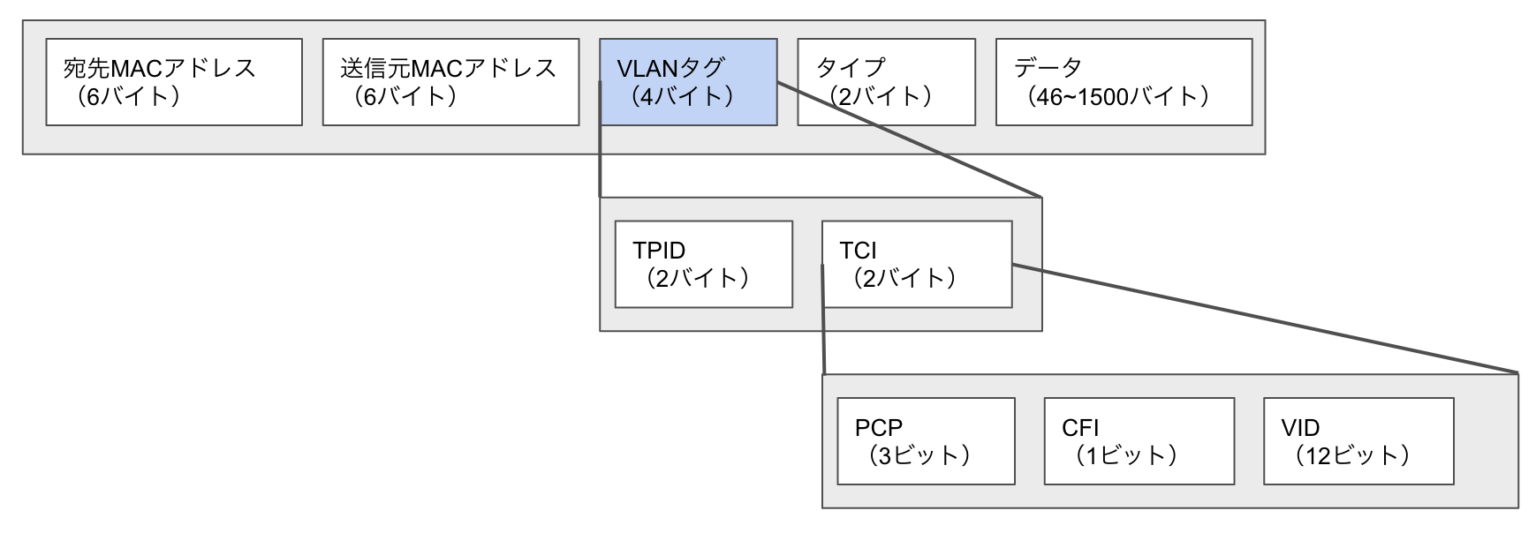 宛先MACアドレス
（6バイト）
送信元MACアドレス
（6バイト）
VLANタグ
（4バイト）
タイプ
（2バイト）
データ
（46~1500バイト）
TPID
（2バイト）
TCI
（2バイト）
PCP
（3ビット）
CFI
（1ビット）
VID
（12ビット）